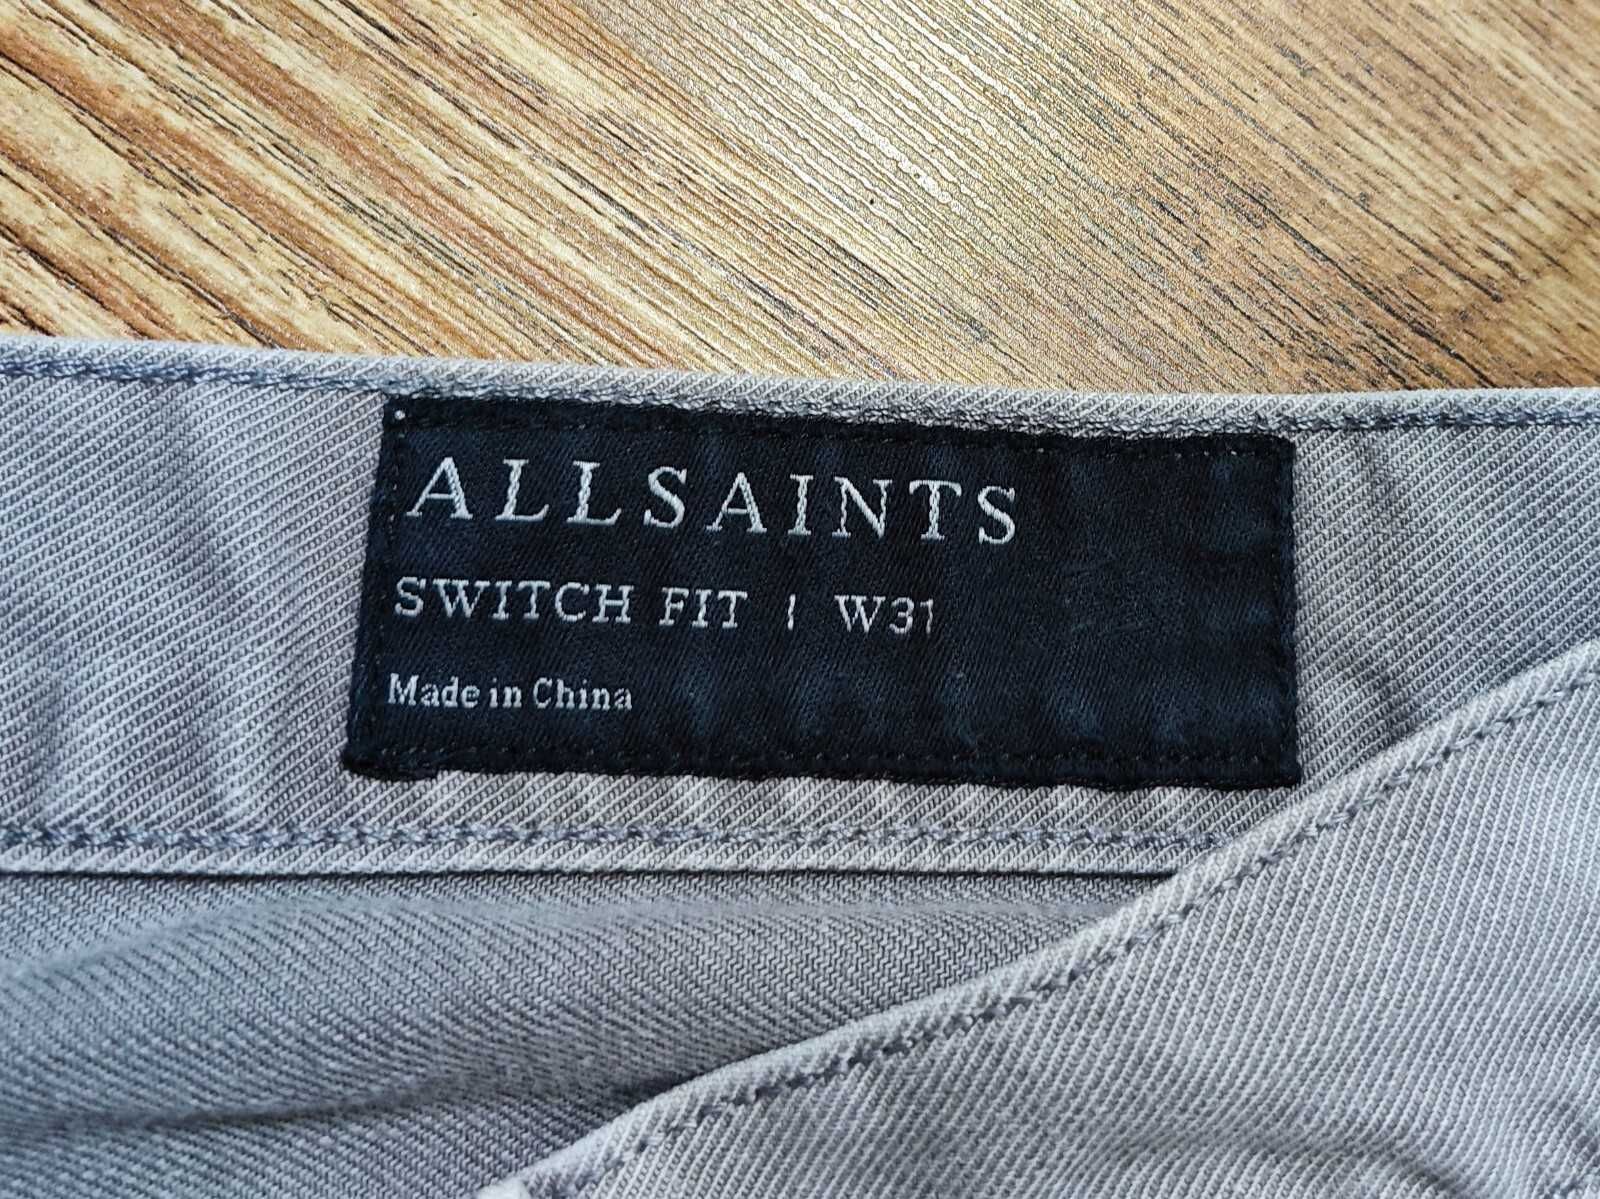 ALLSAINTS
SWITCH FIT | W31
Made in China